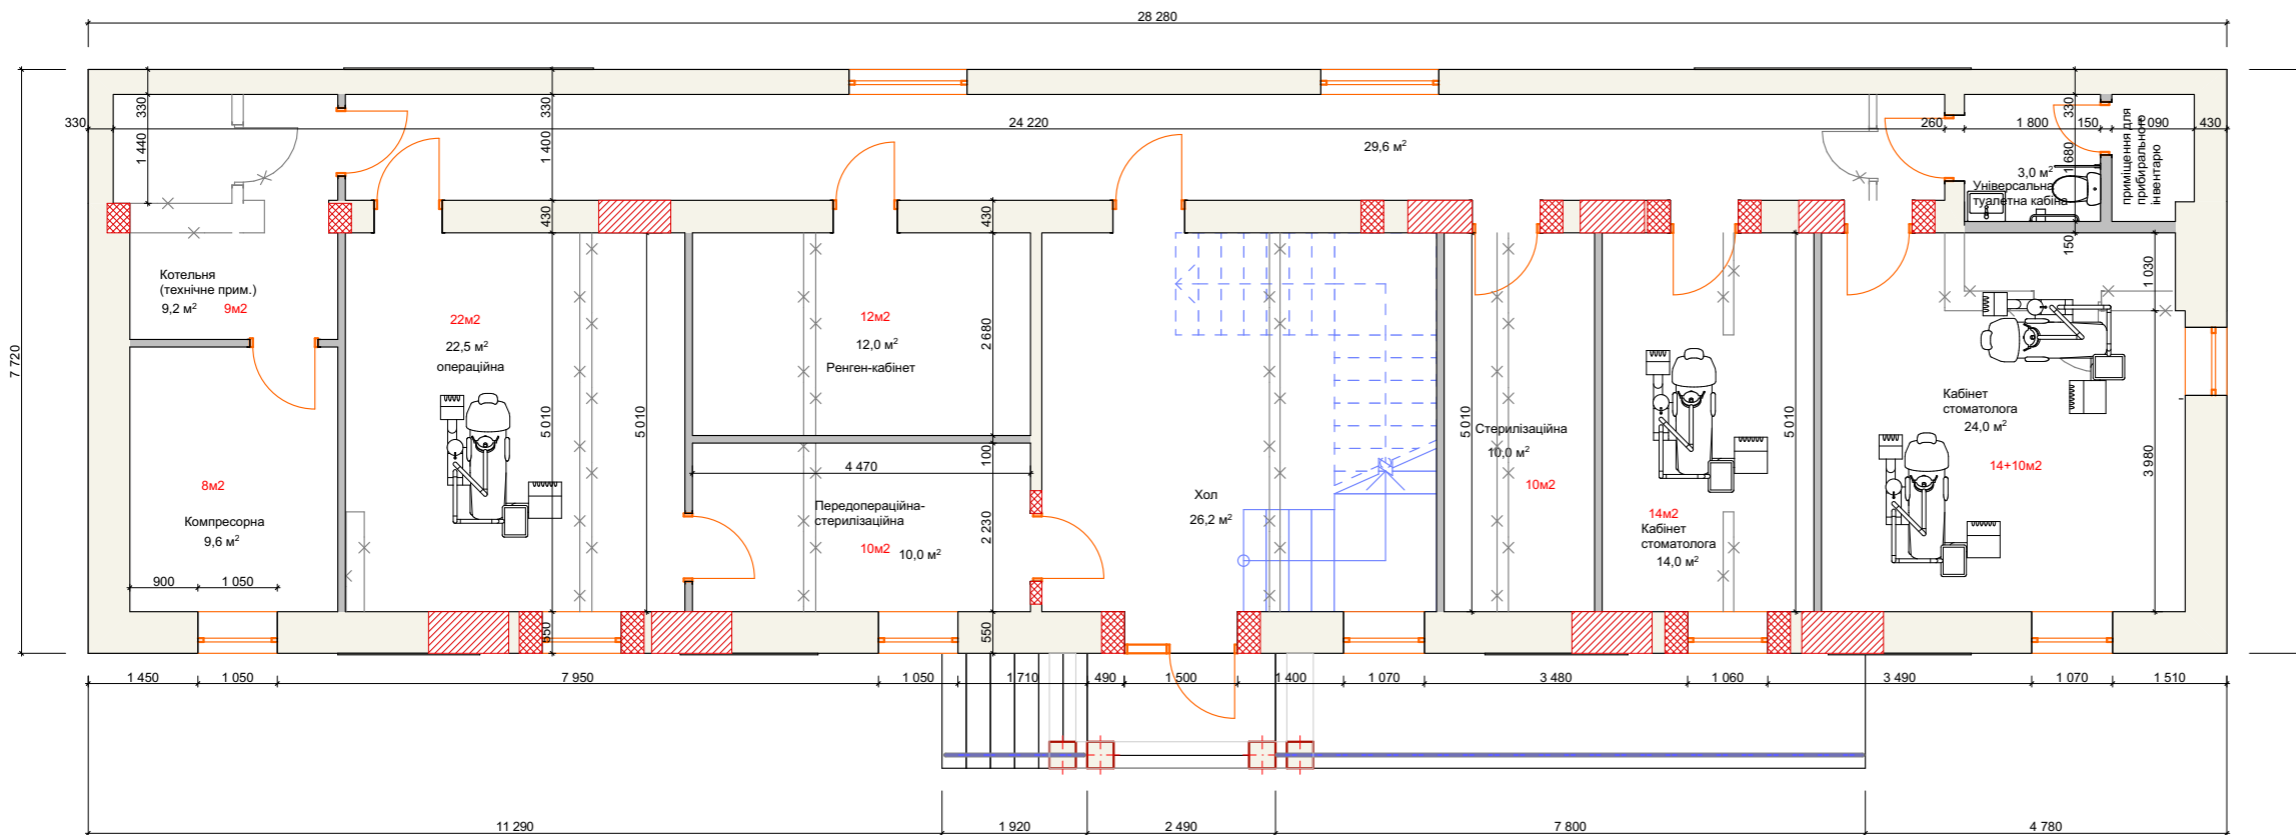 28 280
330
24 220
260
1 800
150
1 090
430
330
1 440
330
1 400
29,6 м²
330
1 680
3,0 м²
Універсальна
туалетна кабіна
приміщення для
прибирального
інвентарю
430
430
150
1 030
7 720
Котельня
(технічне прим.)
9,2 м² 9м2
22м2
22,5 м²
операційна
12м2
12,0 м²
Ренген-кабінет
2 680
5 010
5 010
100
4 470
2 230
8м2
Компресорна
9,6 м²
900
1 050
Передопераційна-
стерилізаційна
10м2 10,0 м²
Хол
26,2 м²
5 010
Стерилізаційна
10,0 м²
10м2
14м2
Кабінет
стоматолога
14,0 м²
5 010
Кабінет
стоматолога
24,0 м²
14+10м2
3 980
550
550
1 450
1 050
7 950
1 050
1 710
490
1 500
1 400
1 070
3 480
1 060
3 490
1 070
1 510
11 290
1 920
2 490
7 800
4 780